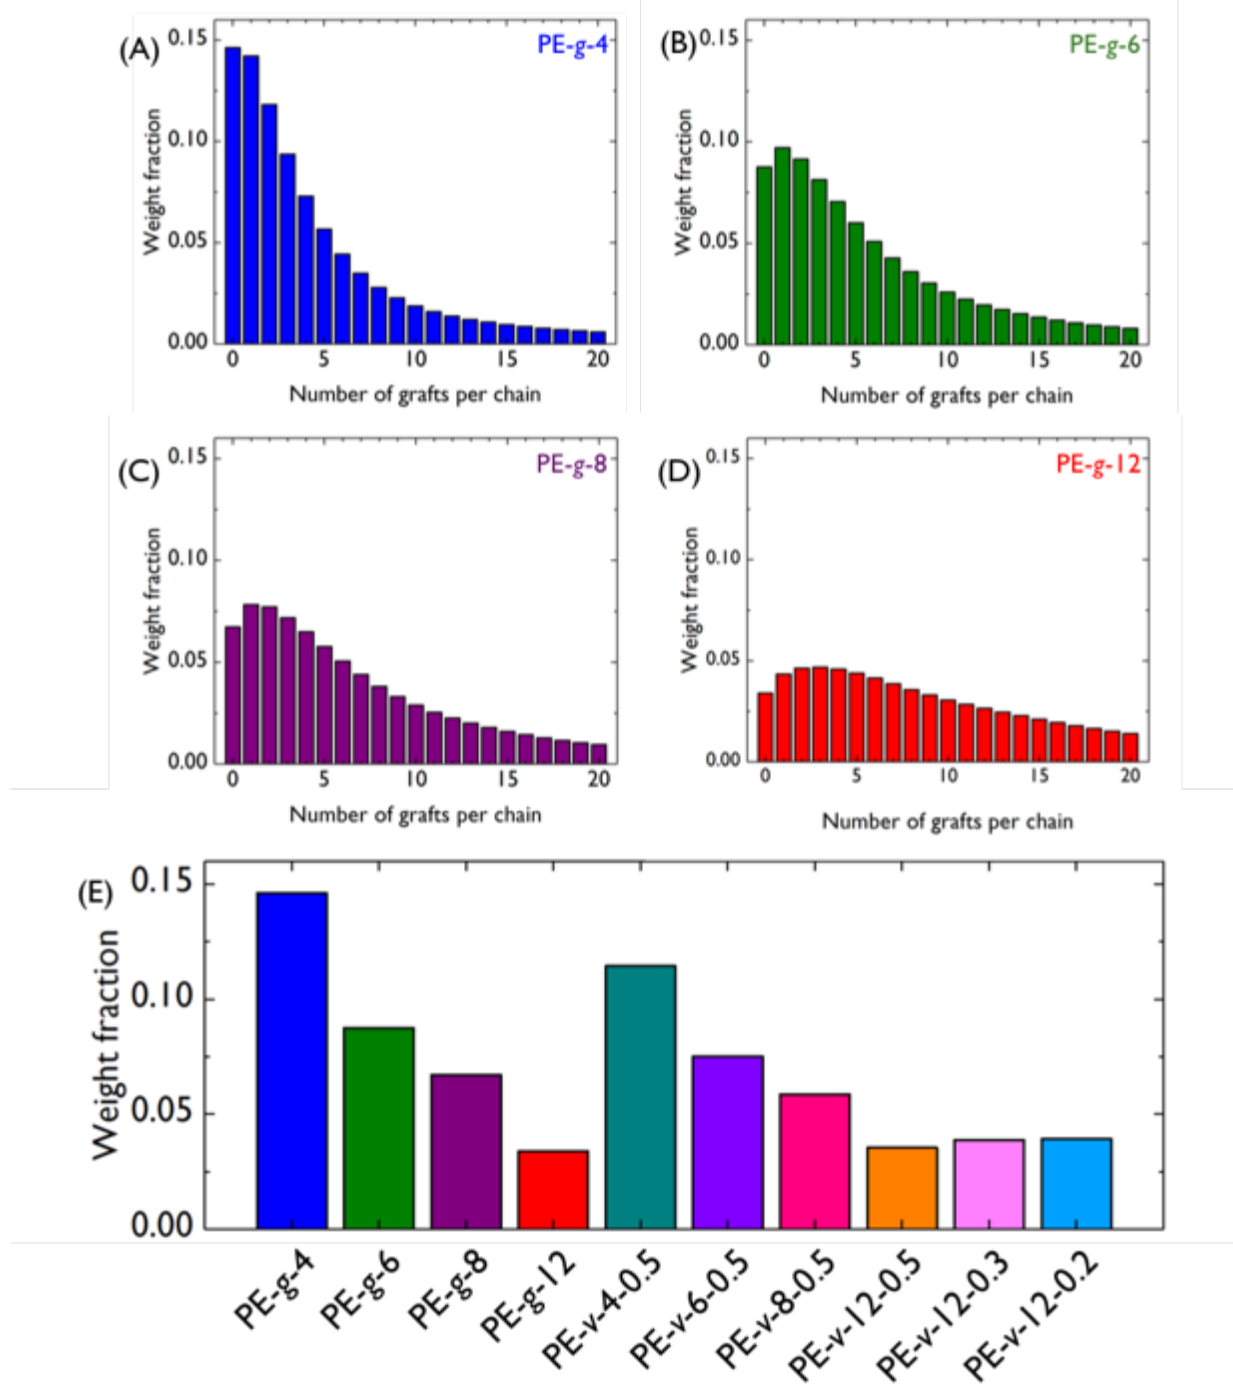 (A)
PE-g-4
0.15
0.10
0.05
0.00
Weight fraction
0 5 10 15 20
Number of grafts per chain
(B)
PE-g-6
0.15
0.10
0.05
0.00
Weight fraction
0 5 10 15 20
Number of grafts per chain
(C)
PE-g-8
0.15
0.10
0.05
0.00
Weight fraction
0 5 10 15 20
Number of grafts per chain
(D)
PE-g-12
0.15
0.10
0.05
0.00
Weight fraction
0 5 10 15 20
Number of grafts per chain
(E)
0.15
0.10
0.05
0.00
Weight fraction
PE-g-4
PE-g-6
PE-g-8
PE-g-12
PE-v-4-0.5
PE-v-6-0.5
PE-v-8-0.5
PE-v-12-0.5
PE-v-12-0.3
PE-v-12-0.2